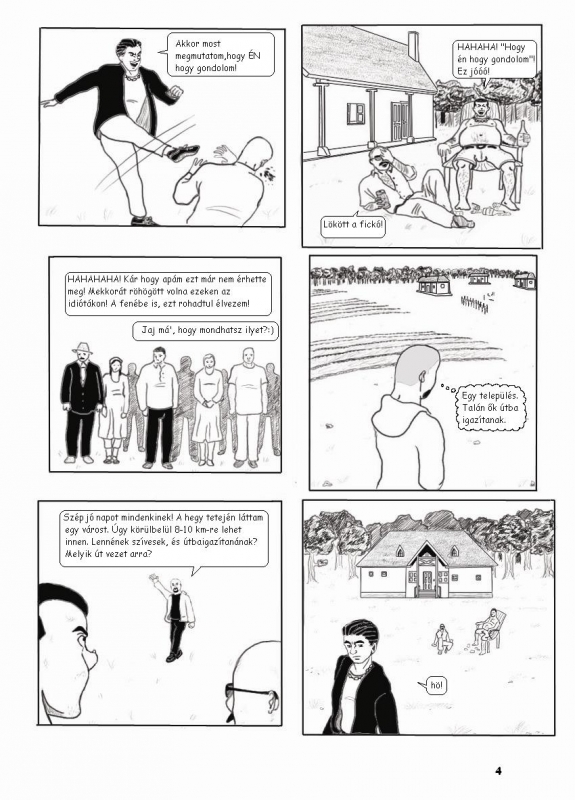 Akkor most
megmutatom,hogy ÉN
hogy gondolom!
HAHAHA! "Hogy
én hogy gondolom"!
Ez jóóó!
Lökött a fickó!
HAHAHAHA! Kár hogy apám ezt már nem érhette
meg! Mekkorát röhögött volna ezeken az
idiótákon! A fenébe is, ezt rohadtul élvezem!
Jaj má', hogy mondhatsz ilyet?:)
Egy település.
Talán ők útba
igazítanak.
Szép jó napot mindenkinek! A hegy tetején láttam
egy várost. Úgy körülbelül 8-10 km-re lehet
innen. Lennének szívesek, és útbaigazítanának?
Melyik út vezet arra?
hö!
4